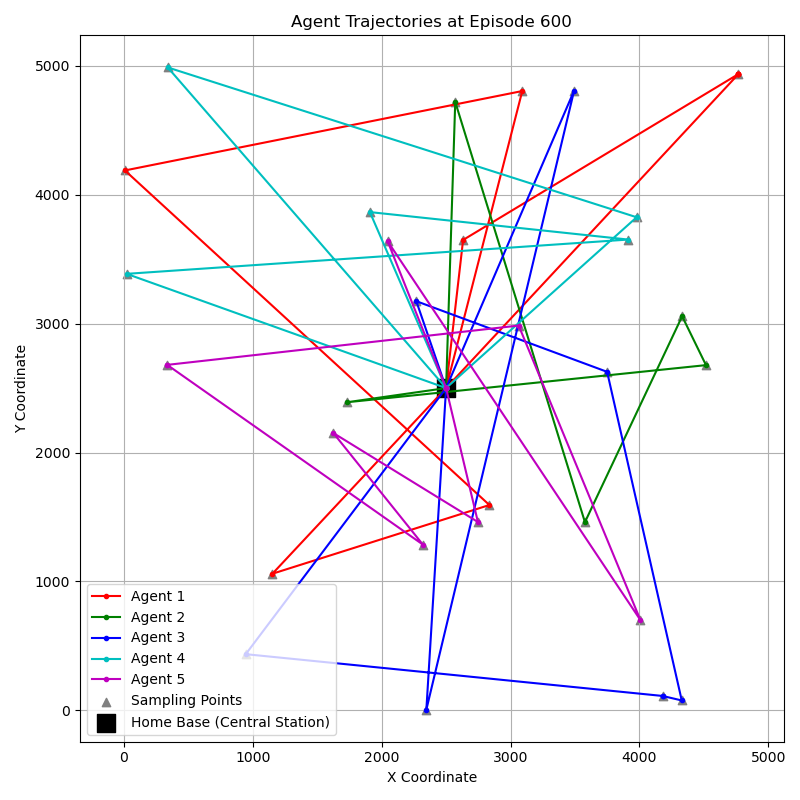 Agent Trajectories at Episode 600
5000
4000
3000
2000
1000
0
Y Coordinate
Agent 1
Agent 2
Agent 3
Agent 4
Agent 5
Sampling Points
Home Base (Central Station)
0 1000 2000 3000 4000 5000
X Coordinate